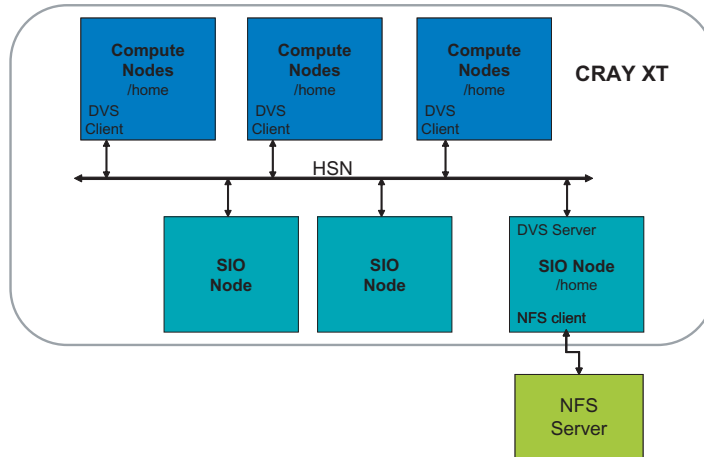 Compute
Nodes
/home
DVS
Client
Compute
Nodes
/home
DVS
Client
Compute
Nodes
/home
DVS
Client
CRAY XT
HSN
SIO
Node
SIO
Node
DVS Server
SIO Node
/home
NFS client
NFS
Server